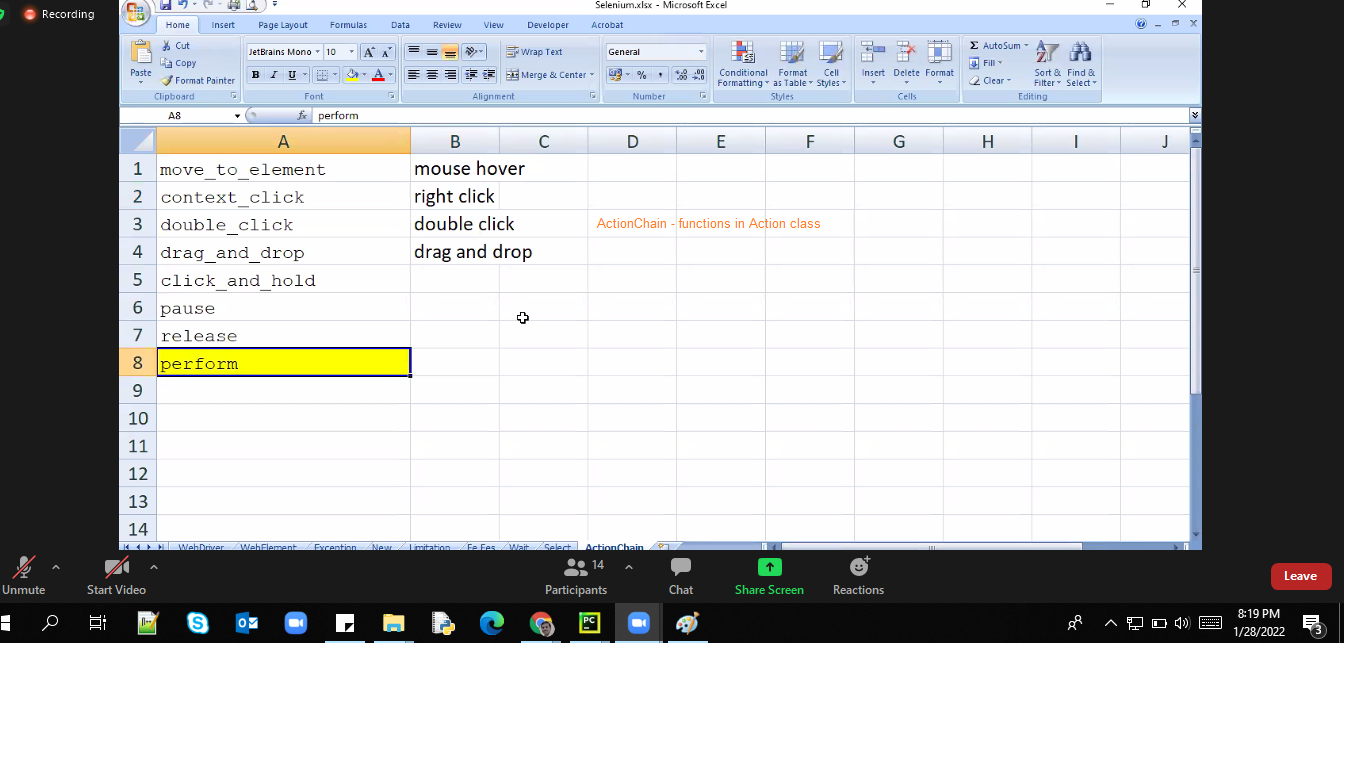 Recording
Selenium.xlsx - Microsoft Excel
Home Insert Page Layout Formulas Data Review View Developer Acrobat
Paste
Cut
Copy
Format Painter
Clipboard
JetBrains Mono 10
B I U
Font
Wrap Text
Merge & Center
Alignment
General
Number
Conditional Formatting
Format as Table
Cell Styles
Styles
Insert Delete Format
Cells
AutoSum
Fill
Clear
Sort & Filter
Find & Select
Editing
A8 fx perform
A B C D E F G H I J
1 move_to_element mouse hover
2 context_click right click
3 double_click double click ActionChain - functions in Action class
4 drag_and_drop drag and drop
5 click_and_hold
6 pause
7 release
8 perform
9
10
11
12
13
14
WebDriver WebElement Exception New Limitation Fe Fes Wait Select ActionChain
Unmute Start Video Participants 14 Chat Share Screen Reactions Leave
8:19 PM
1/28/2022
3